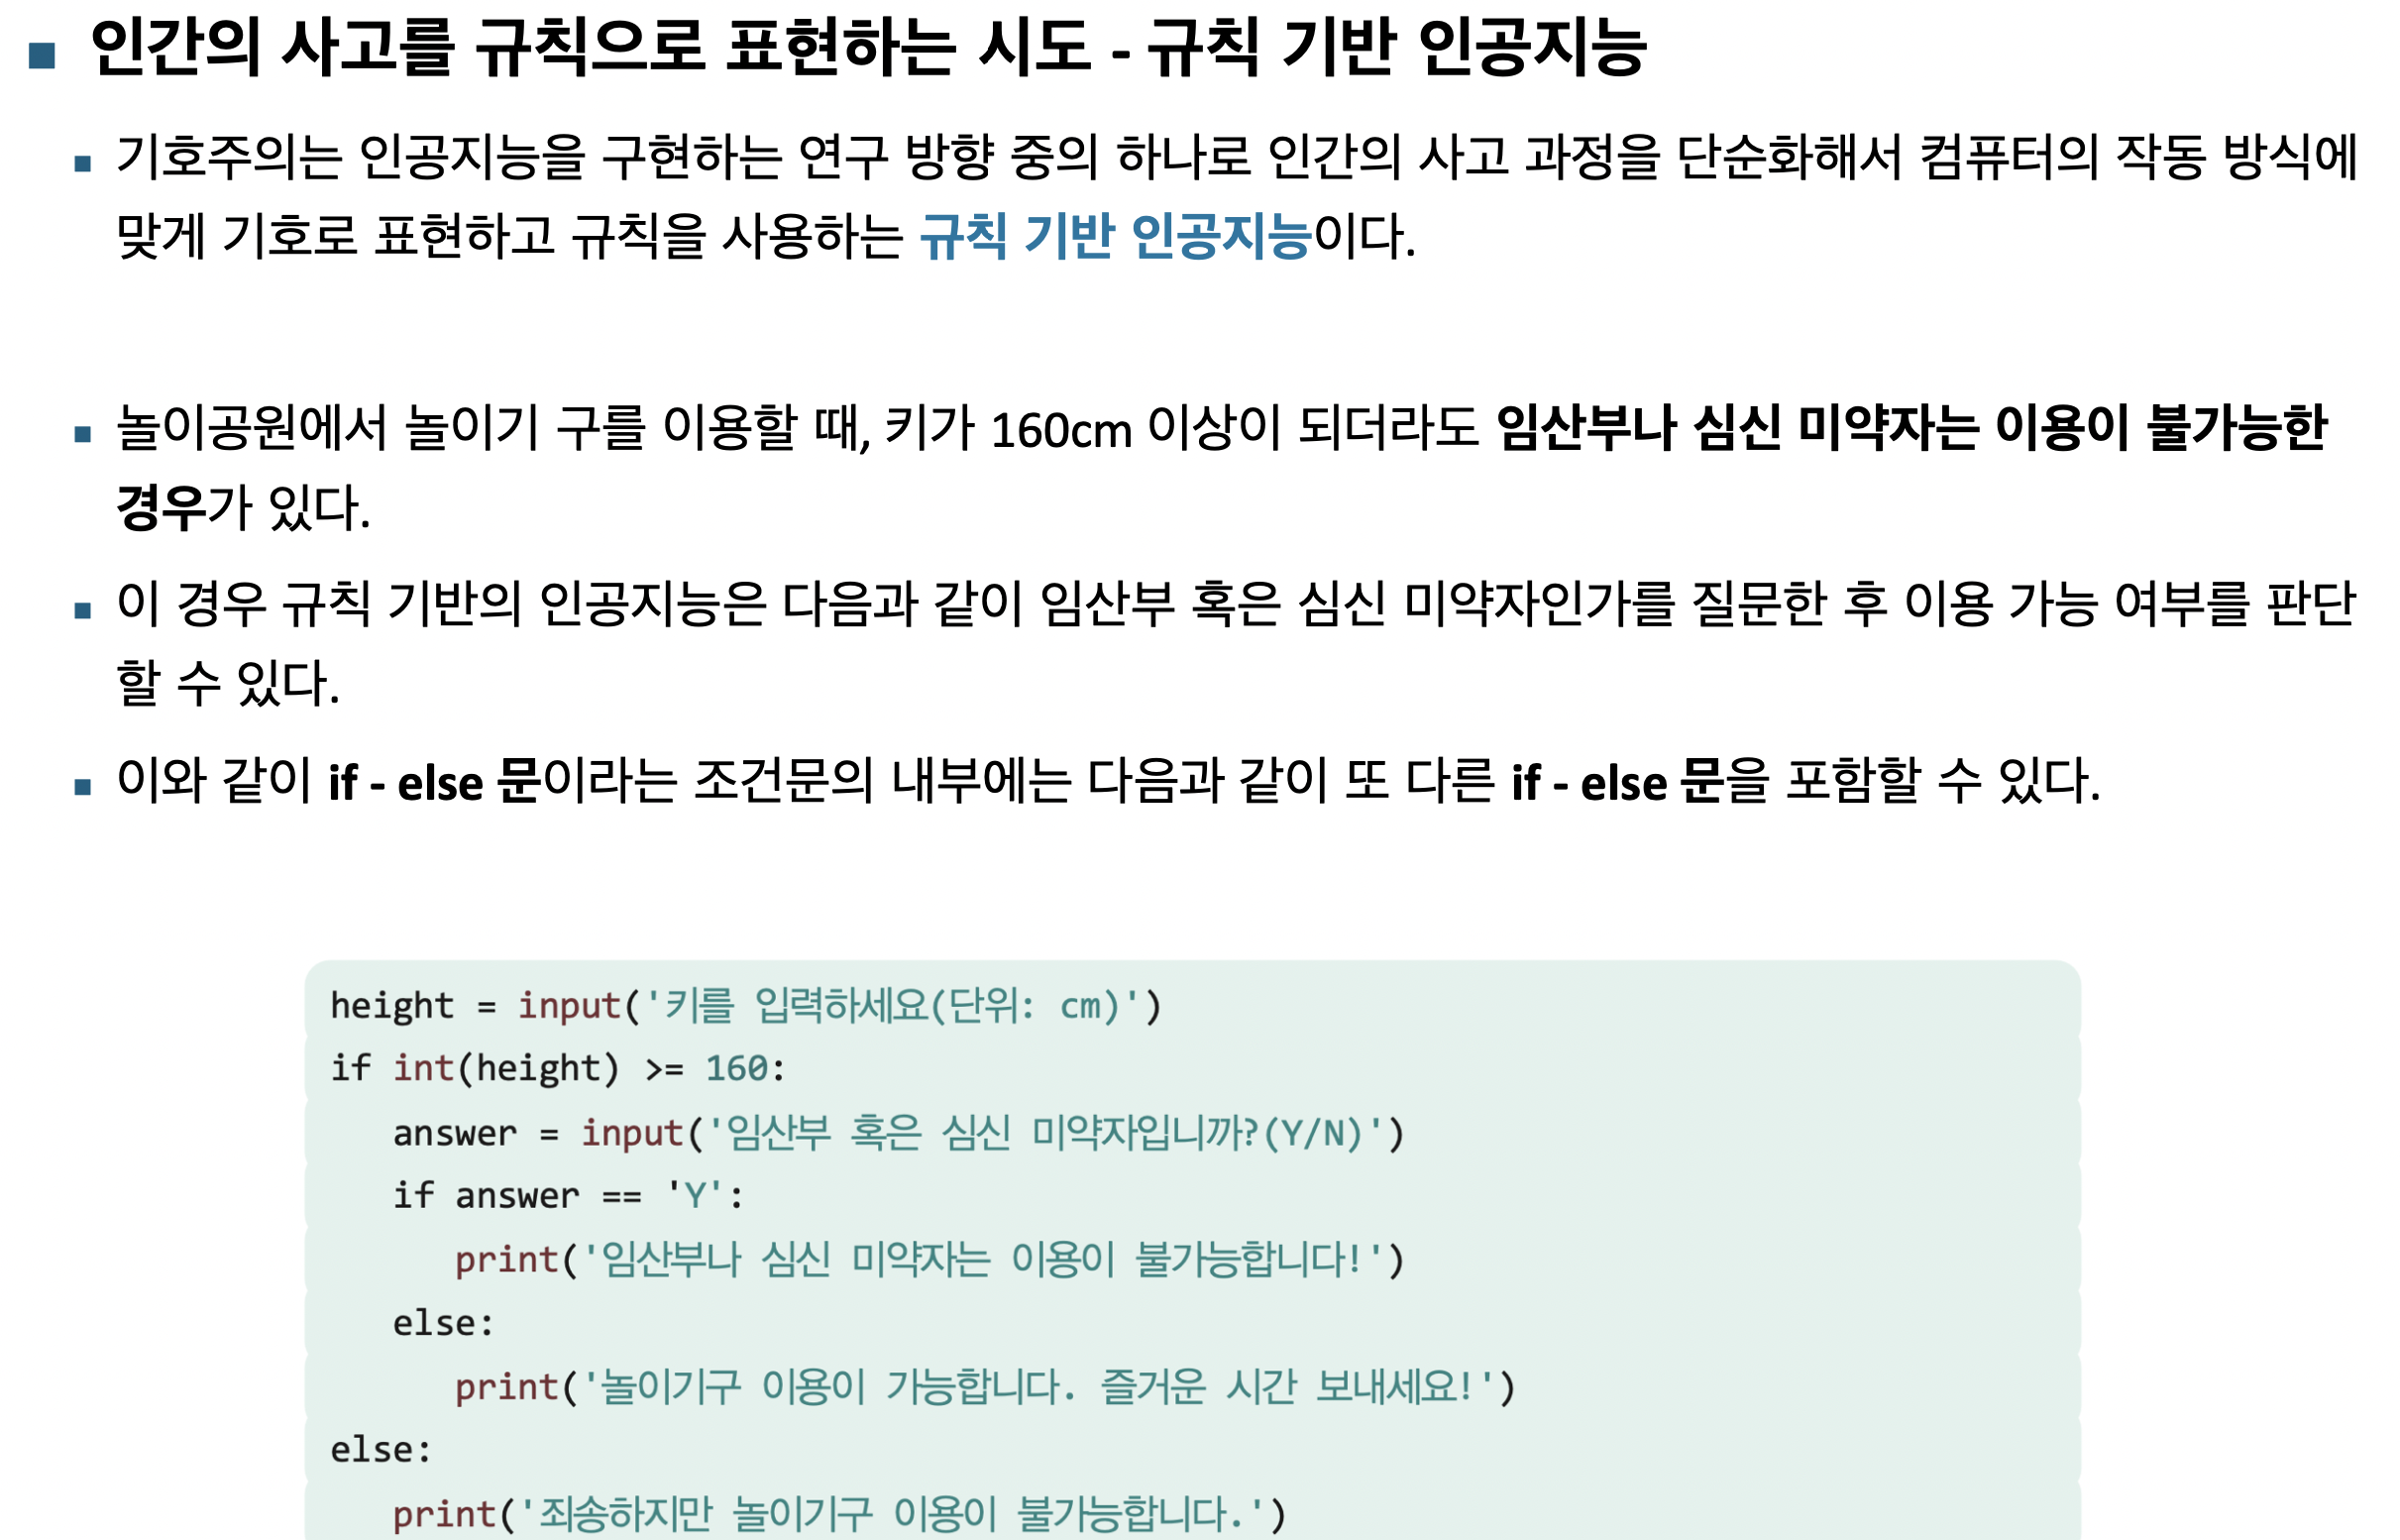 ■ 인간의 사고를 규칙으로 표현하는 시도 - 규칙 기반 인공지능
■ 기호주의는 인공지능을 구현하는 연구 방향 중의 하나로 인간의 사고 과정을 단순화해서 컴퓨터의 작동 방식에
맞게 기호로 표현하고 규칙을 사용하는 규칙 기반 인공지능이다.
■ 놀이공원에서 놀이기 구를 이용할 때, 키가 160cm 이상이 되더라도 임산부나 심신 미약자는 이용이 불가능한
경우가 있다.
■ 이 경우 규칙 기반의 인공지능은 다음과 같이 임산부 혹은 심신 미약자인가를 질문한 후 이용 가능 여부를 판단
할 수 있다.
■ 이와 같이 if - else 문이라는 조건문의 내부에는 다음과 같이 또 다른 if - else 문을 포함할 수 있다.
height = input('키를 입력하세요(단위: cm)')
if int(height) >= 160:
   answer = input('임산부 혹은 심신 미약자입니까?(Y/N)')
   if answer == 'Y':
      print('임산부나 심신 미약자는 이용이 불가능합니다!')
   else:
      print('놀이기구 이용이 가능합니다. 즐거운 시간 보내세요!')
else:
   print('죄송하지만 놀이기구 이용이 불가능합니다.')